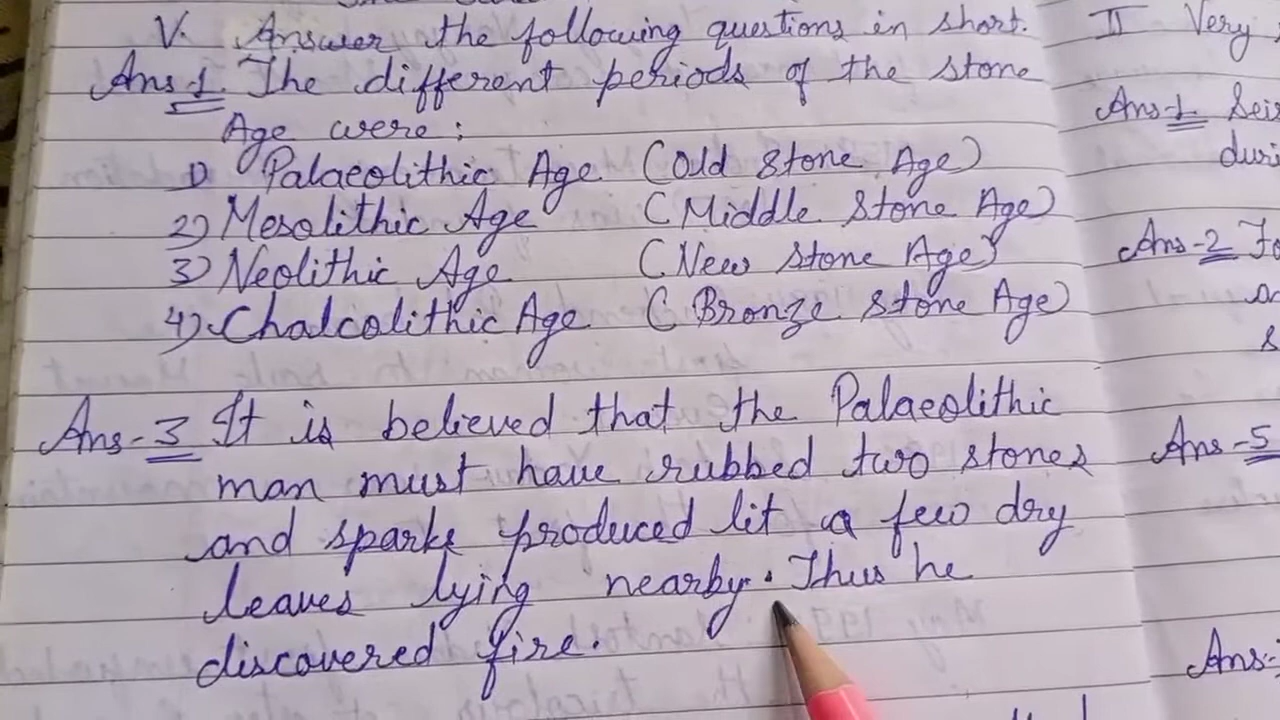 V. Answer the following questions in short.
Ans-1. The different periods of the stone
Age were:
1) Palaeolithic Age (Old Stone Age)
2) Mesolithic Age (Middle Stone Age)
3) Neolithic Age (New Stone Age)
4) Chalcolithic Age (Bronze Stone Age)
Ans-3 It is believed that the Palaeolithic
man must have rubbed two stones
and sparks produced lit a few dry
leaves lying nearby. Thus he
discovered fire.
II Very
Ans-1
Ans-2
Ans-5
Ans-